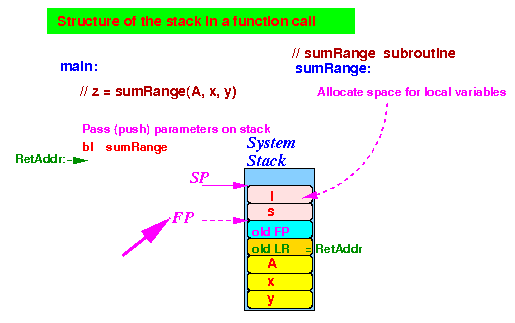 Structure of the stack in a function call
// sumRange subroutine
main:
sumRange:
// z = sumRange(A, x, y)
Allocate space for local variables
Pass (push) parameters on stack
bl sumRange
RetAddr:
System
Stack
SP
i
s
FP
old FP
old LR = RetAddr
A
x
y